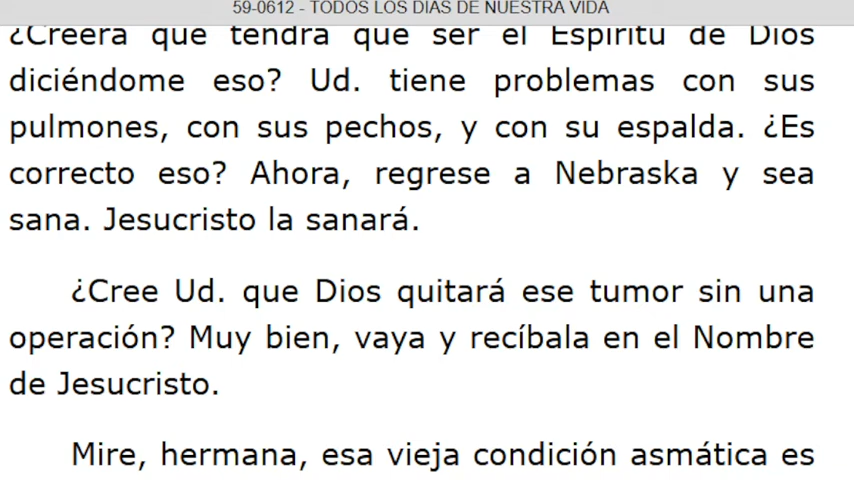 59-0612 - TODOS LOS DIAS DE NUESTRA VIDA
¿Creerá que tendrá que ser el Espíritu de Dios
diciéndome eso? Ud. tiene problemas con sus
pulmones, con sus pechos, y con su espalda. ¿Es
correcto eso? Ahora, regrese a Nebraska y sea
sana. Jesucristo la sanará.
¿Cree Ud. que Dios quitará ese tumor sin una
operación? Muy bien, vaya y recíbala en el Nombre
de Jesucristo.
Mire, hermana, esa vieja condición asmática es